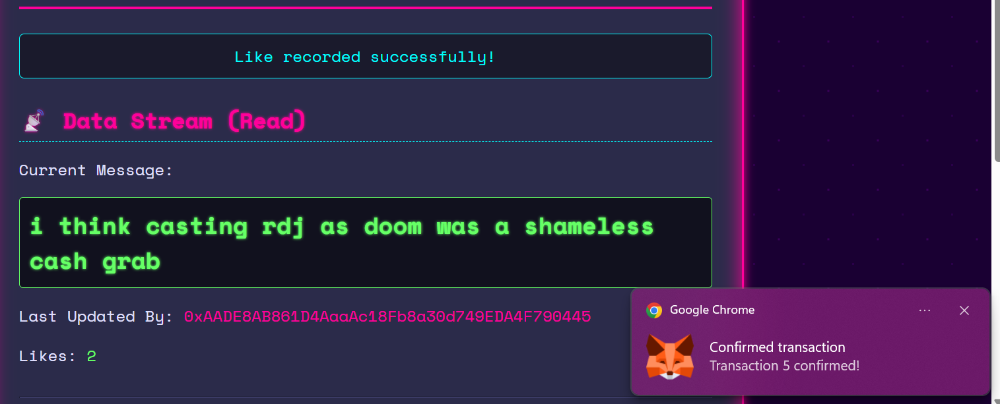 Like recorded successfully!
Data Stream (Read)
Current Message:
i think casting rdj as doom was a shameless
cash grab
Last Updated By: 0xAADE8AB861D4AaaAc18Fb8a30d749EDA4F790445
Likes: 2
Google Chrome
Confirmed transaction
Transaction 5 confirmed!